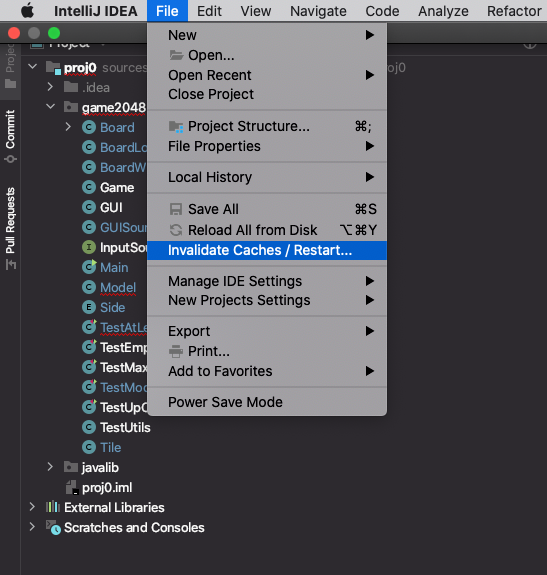 IntelliJ IDEA File Edit View Navigate Code Analyze Refactor
Project
New
Open...
Open Recent
Close Project
Project Structure... ⌘;
File Properties
Local History
Save All ⌘S
Reload All from Disk ⌥⌘Y
Invalidate Caches / Restart...
Manage IDE Settings
New Projects Settings
Export
Print...
Add to Favorites
Power Save Mode
Project
Commit
Pull Requests
proj0 sources roj0
.idea
game2048
Board
BoardLo
BoardW
Game
GUI
GUISour
InputSou
Main
Model
Side
TestAtLe
TestEmp
TestMax
TestMod
TestUpO
TestUtils
Tile
javalib
proj0.iml
External Libraries
Scratches and Consoles